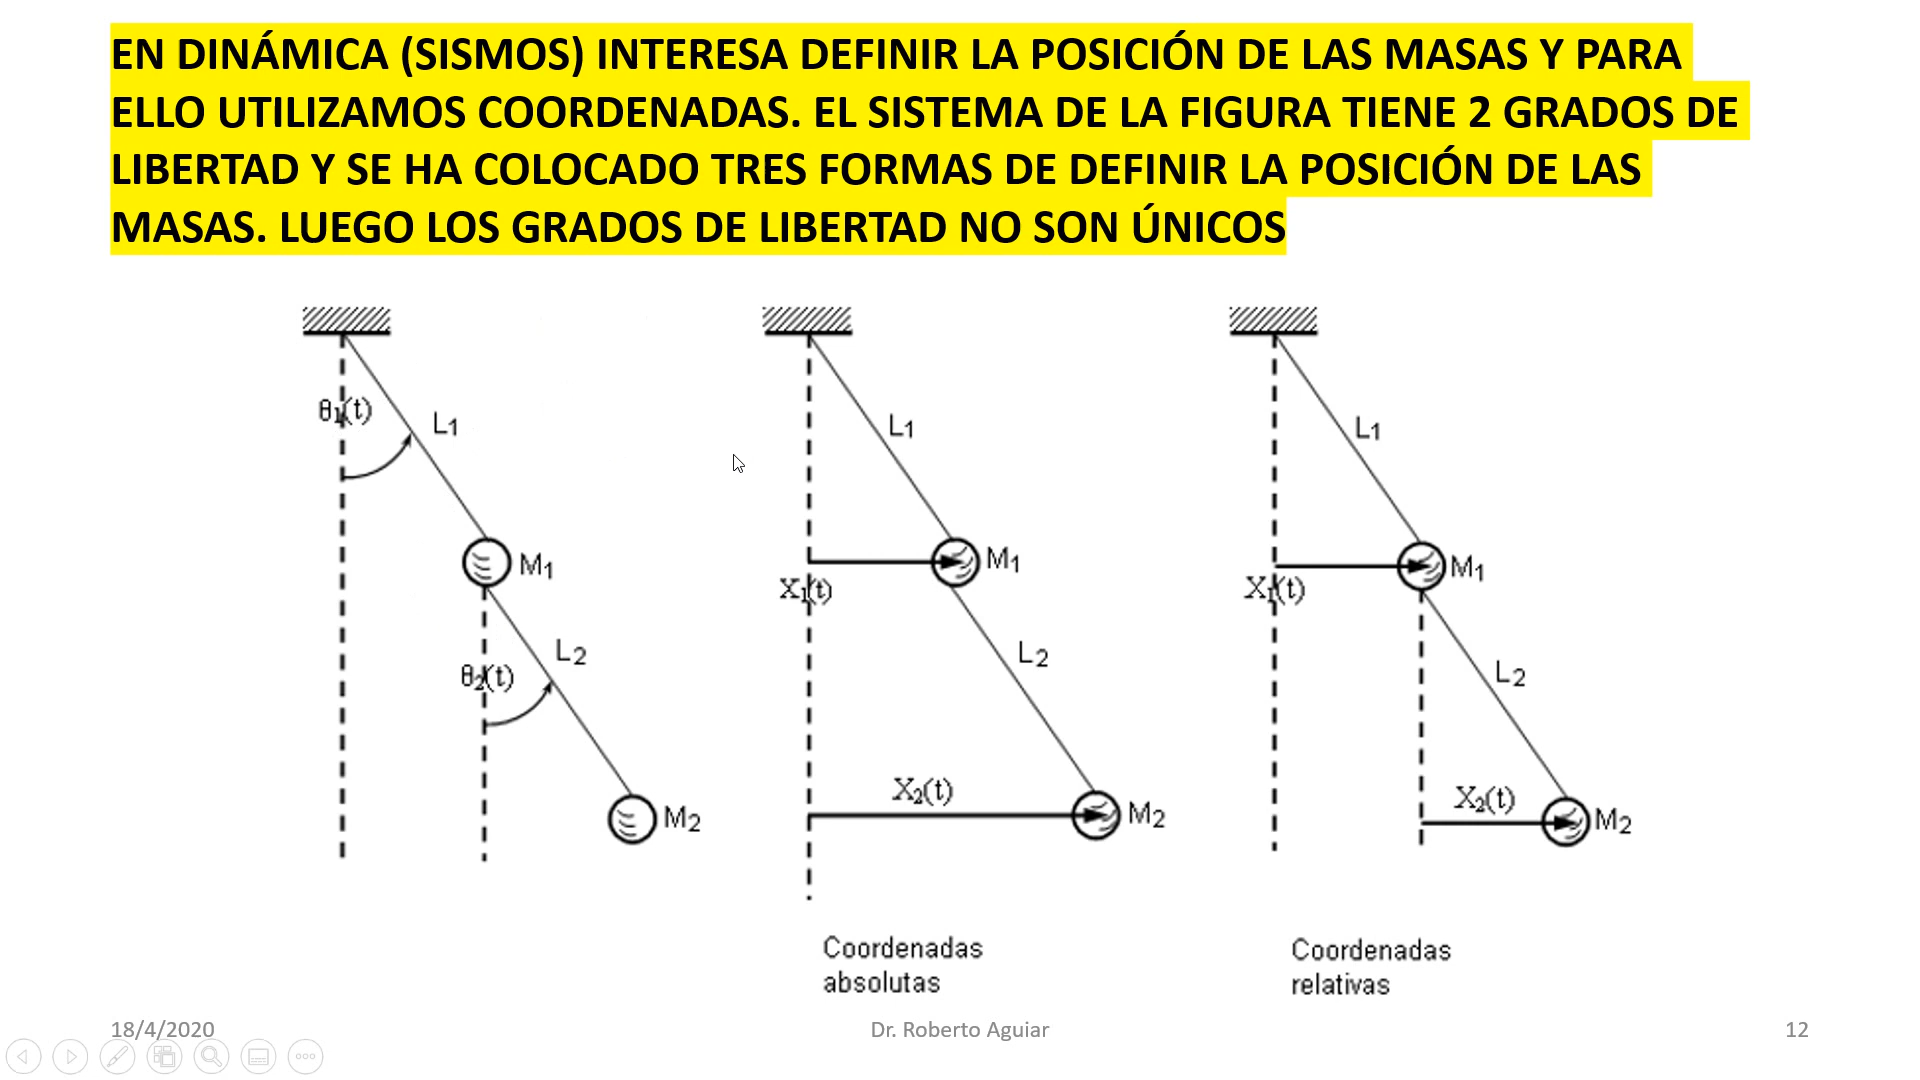 EN DINÁMICA (SISMOS) INTERESA DEFINIR LA POSICIÓN DE LAS MASAS Y PARA
ELLO UTILIZAMOS COORDENADAS. EL SISTEMA DE LA FIGURA TIENE 2 GRADOS DE
LIBERTAD Y SE HA COLOCADO TRES FORMAS DE DEFINIR LA POSICIÓN DE LAS
MASAS. LUEGO LOS GRADOS DE LIBERTAD NO SON ÚNICOS
θ₁(t)
L₁
M₁
θ₂(t)
L₂
M₂
L₁
M₁
X₁(t)
L₂
X₂(t)
M₂
Coordenadas
absolutas
L₁
M₁
X₁(t)
L₂
X₂(t)
M₂
Coordenadas
relativas
18/4/2020
Dr. Roberto Aguiar
12